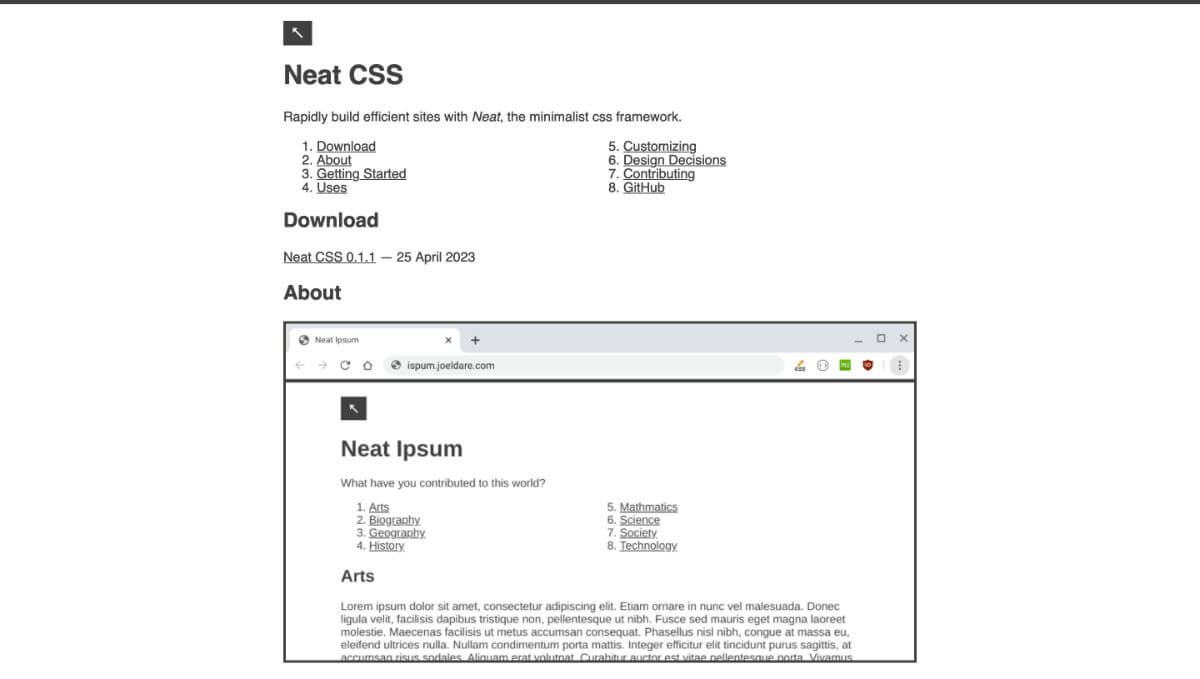 Neat CSS
Rapidly build efficient sites with Neat, the minimalist css framework.
1. Download
2. About
3. Getting Started
4. Uses
5. Customizing
6. Design Decisions
7. Contributing
8. GitHub
Download
Neat CSS 0.1.1 — 25 April 2023
About
Neat Ipsum
ispum.joeldare.com
Neat Ipsum
What have you contributed to this world?
1. Arts
2. Biography
3. Geography
4. History
5. Mathmatics
6. Science
7. Society
8. Technology
Arts
Lorem ipsum dolor sit amet, consectetur adipiscing elit. Etiam ornare in nunc vel malesuada. Donec
ligula velit, facilisis dapibus tristique non, pellentesque ut nibh. Fusce sed mauris eget magna laoreet
molestie. Maecenas facilisis ut metus accumsan consequat. Phasellus nisl nibh, congue at massa eu,
eleifend ultrices nulla. Nullam condimentum porta mattis. Integer efficitur elit tincidunt purus sagittis, at
accumsan risus sodales. Aliquam erat volutpat. Curabitur auctor est vitae pellentesque porta. Vivamus